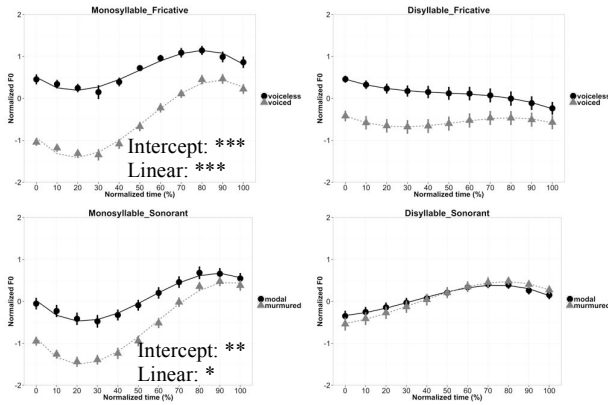 Monosyllable_Fricative
Normalized F0
2
1
0
-1
-2
0 10 20 30 40 50 60 70 80 90 100
Normalized time (%)
voiceless
voiced
Intercept: ***
Linear: ***
Disyllable_Fricative
Normalized F0
2
1
0
-1
-2
0 10 20 30 40 50 60 70 80 90 100
Normalized time (%)
voiceless
voiced
Monosyllable_Sonorant
Normalized F0
2
1
0
-1
-2
0 10 20 30 40 50 60 70 80 90 100
Normalized time (%)
modal
murmured
Intercept: **
Linear: *
Disyllable_Sonorant
Normalized F0
2
1
0
-1
-2
0 10 20 30 40 50 60 70 80 90 100
Normalized time (%)
modal
murmured